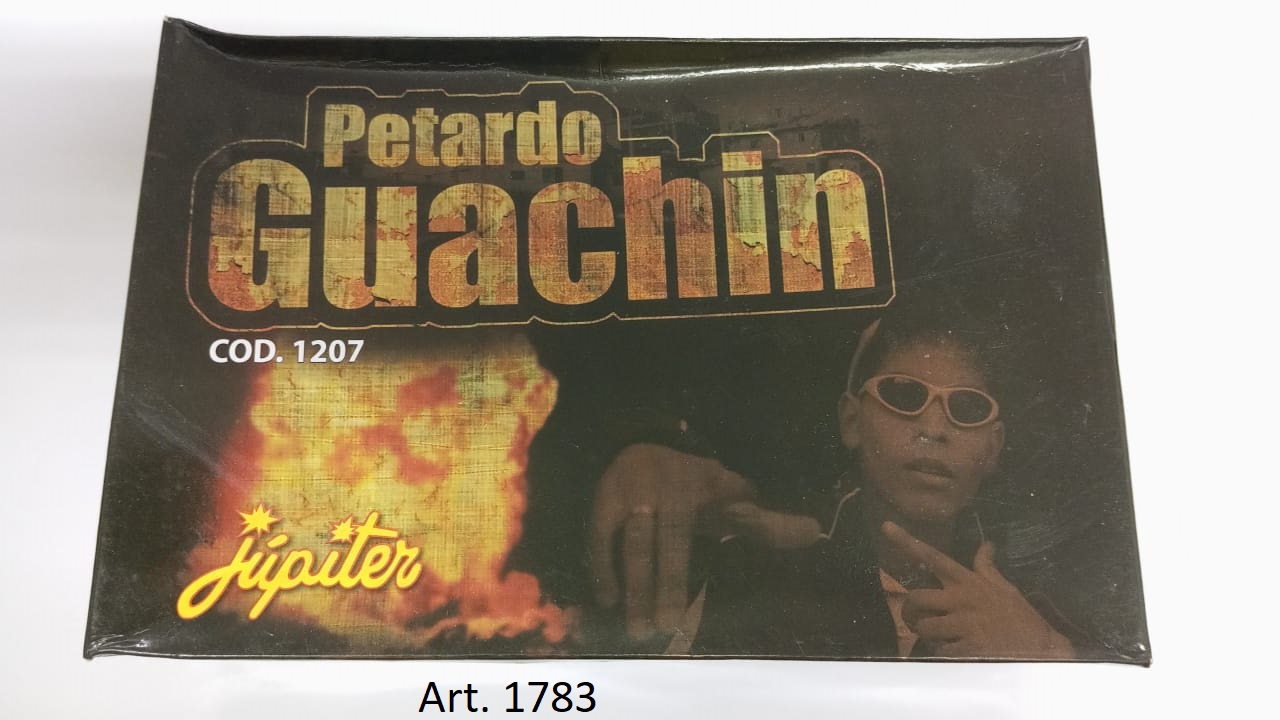 Petardo
Guachin
COD. 1207
júpiter
Art. 1783